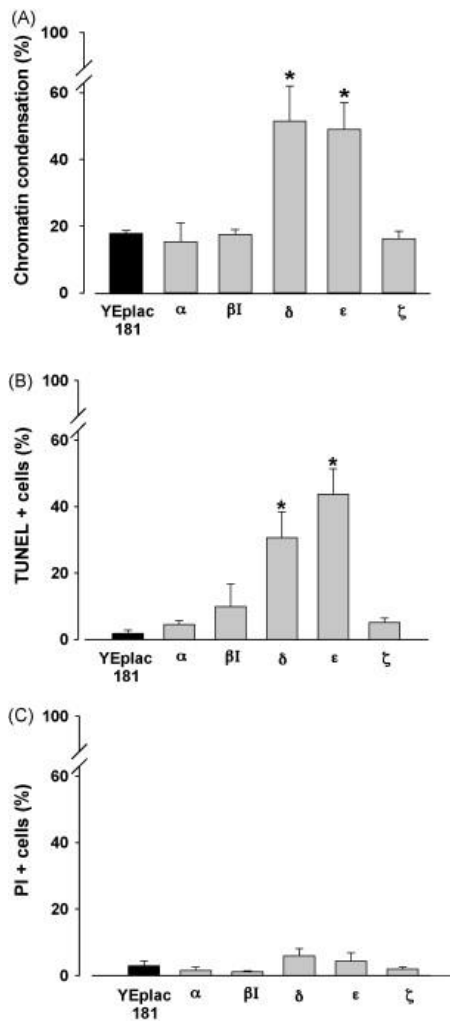 (A)
100
60
40
20
0
Chromatin condensation (%)
* *
YEplac α βI δ ε ζ
181
(B)
100
60
40
20
0
TUNEL + cells (%)
* *
YEplac α βI δ ε ζ
181
(C)
100
60
40
20
0
PI + cells (%)
YEplac α βI δ ε ζ
181